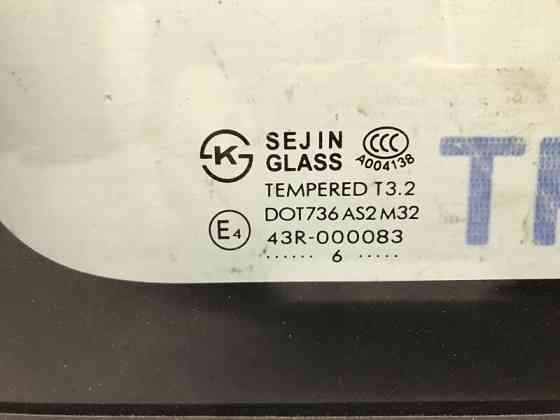 SEJIN
GLASS
K
CCC
A004138
TEMPERED T3.2
DOT736 AS2 M32
E4
43R-000083
...... 6 .....